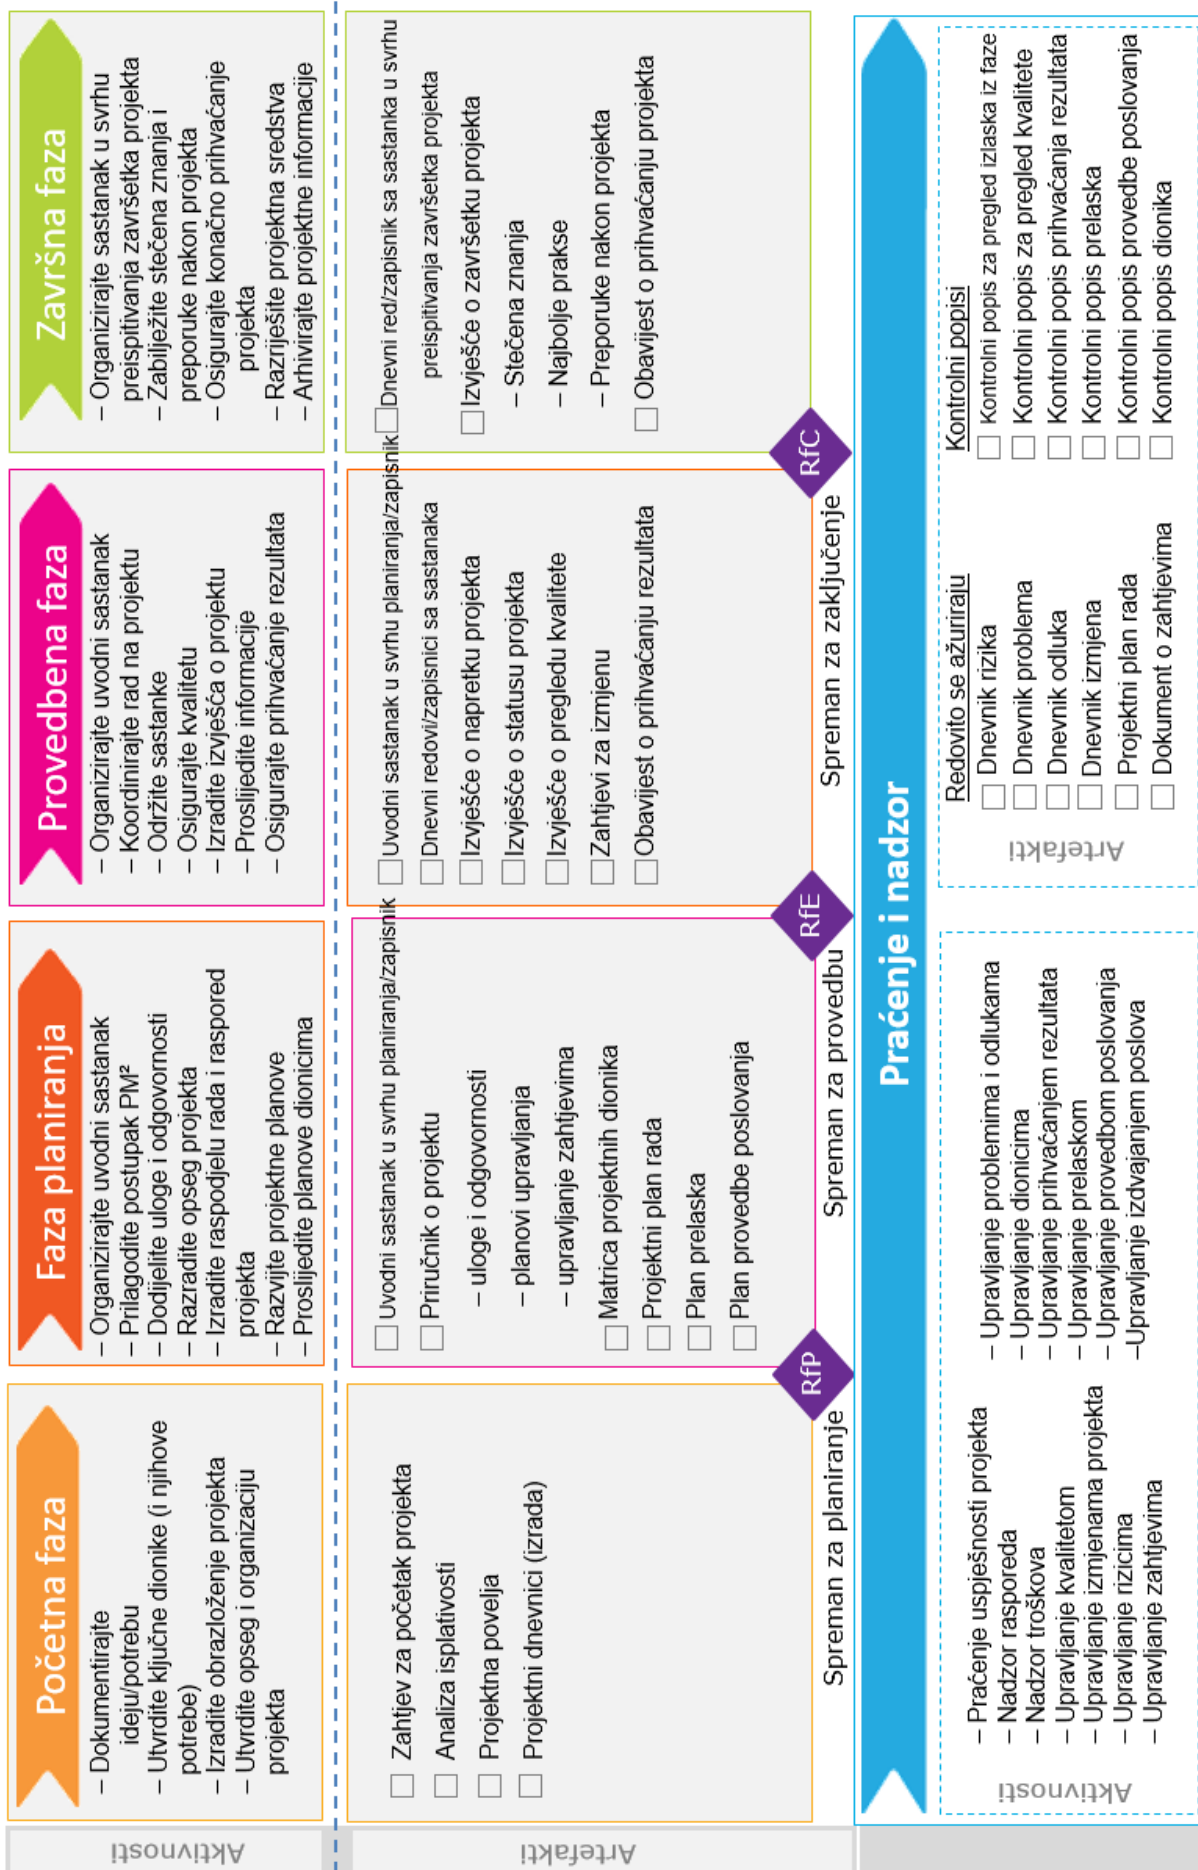 Početna faza
– Dokumentirajte
ideju/potrebu
– Utvrdite ključne dionike (i njihove
potrebe)
– Izradite obrazloženje projekta
– Utvrdite opseg i organizaciju
projekta
Faza planiranja
– Organizirajte uvodni sastanak
– Prilagodite postupak PM²
– Dodijelite uloge i odgovornosti
– Razradite opseg projekta
– Izradite raspodjelu rada i raspored
projekta
– Razvijte projektne planove
– Proslijedite planove dionicima
Provedbena faza
– Organizirajte uvodni sastanak
– Koordinirajte rad na projektu
– Održite sastanke
– Osigurajte kvalitetu
– Izradite izvješća o projektu
– Proslijedite informacije
– Osigurajte prihvaćanje rezultata
Završna faza
– Organizirajte sastanak u svrhu
preispitivanja završetka projekta
– Zabilježite stečena znanja i
preporuke nakon projekta
– Osigurajte konačno prihvaćanje
projekta
– Razriješite projektna sredstva
– Arhivirajte projektne informacije
Aktivnosti
Artefakti
Zahtjev za početak projekta
Analiza isplativosti
Projektna povelja
Projektni dnevnici (izrada)
Uvodni sastanak u svrhu planiranja/zapisnik
Priručnik o projektu
– uloge i odgovornosti
– planovi upravljanja
– upravljanje zahtjevima
Matrica projektnih dionika
Projektni plan rada
Plan prelaska
Plan provedbe poslovanja
Uvodni sastanak u svrhu planiranja/zapisnik
Dnevni redovi/zapisnici sa sastanaka
Izvješće o napretku projekta
Izvješće o statusu projekta
Izvješće o pregledu kvalitete
Zahtjevi za izmjenu
Obavijest o prihvaćanju rezultata
Dnevni red/zapisnik sa sastanka u svrhu
preispitivanja završetka projekta
Izvješće o završetku projekta
– Stečena znanja
– Najbolje prakse
– Preporuke nakon projekta
Obavijest o prihvaćanju projekta
RfP
RfE
RfC
Spreman za planiranje
Spreman za provedbu
Spreman za zaključenje
Praćenje i nadzor
Aktivnosti
– Praćenje uspješnosti projekta
– Nadzor rasporeda
– Nadzor troškova
– Upravljanje kvalitetom
– Upravljanje izmjenama projekta
– Upravljanje rizicima
– Upravljanje zahtjevima
– Upravljanje problemima i odlukama
– Upravljanje dionicima
– Upravljanje prihvaćanjem rezultata
– Upravljanje prelaskom
– Upravljanje provedbom poslovanja
–Upravljanje izdvajanjem poslova
Artefakti
Redovito se ažuriraju
Dnevnik rizika
Dnevnik problema
Dnevnik odluka
Dnevnik izmjena
Projektni plan rada
Dokument o zahtjevima
Kontrolni popisi
Kontrolni popis za pregled izlaska iz faze
Kontrolni popis za pregled kvalitete
Kontrolni popis prihvaćanja rezultata
Kontrolni popis prelaska
Kontrolni popis provedbe poslovanja
Kontrolni popis dionika